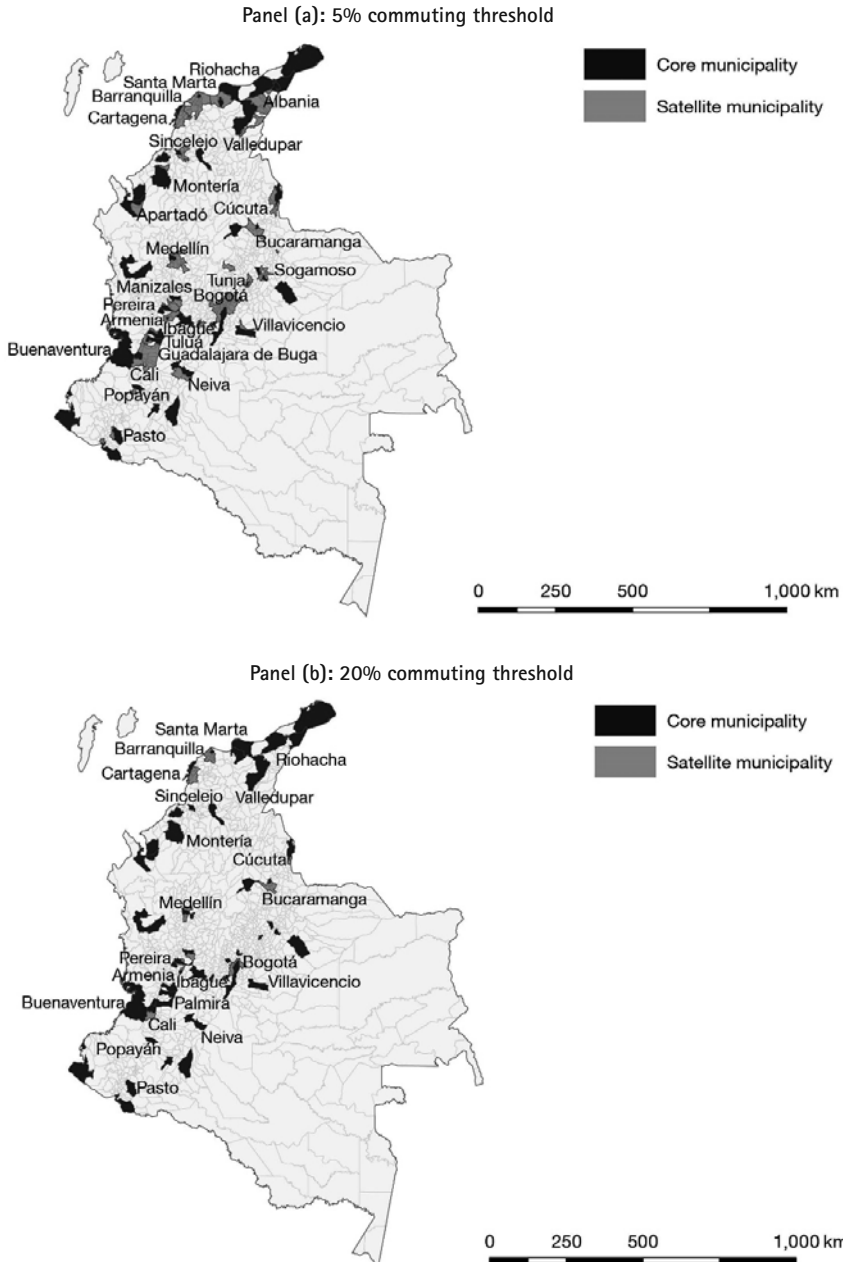 Panel (a): 5% commuting threshold
Core municipality
Satellite municipality
Riohacha
Santa Marta
Barranquilla
Albania
Cartagena
Sincelejo
Valledupar
Montería
Cúcuta
Apartadó
Medellín
Bucaramanga
Tunja
Sogamoso
Manizales
Bogotá
Pereira
Armenia
Ibagué
Villavicencio
Tuluá
Buenaventura
Guadalajara de Buga
Cali
Neiva
Popayán
Pasto
0 250 500 1,000 km
Panel (b): 20% commuting threshold
Core municipality
Satellite municipality
Santa Marta
Barranquilla
Riohacha
Cartagena
Sincelejo
Valledupar
Montería
Cúcuta
Medellín
Bucaramanga
Pereira
Bogotá
Armenia
Ibagué
Villavicencio
Buenaventura
Palmira
Cali
Neiva
Popayán
Pasto
0 250 500 1,000 km